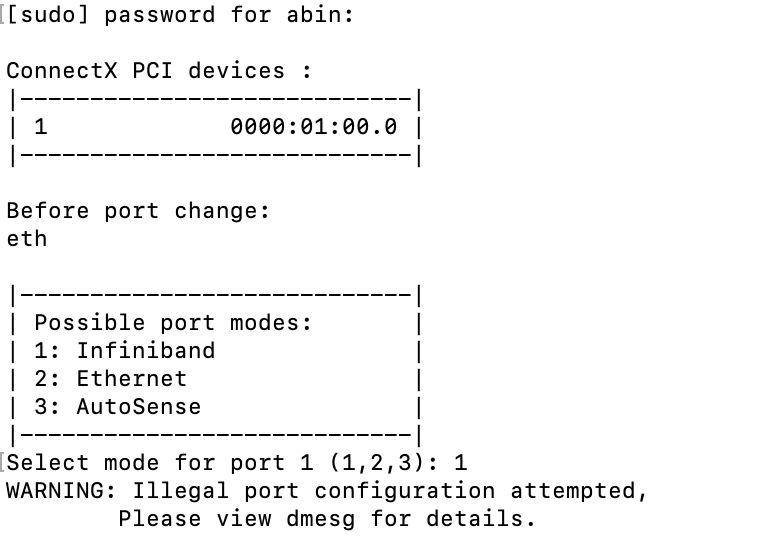 [[sudo] password for abin:
ConnectX PCI devices :
|----------------------------|
| 1             0000:01:00.0 |
|----------------------------|
Before port change:
eth
|----------------------------|
| Possible port modes:       |
| 1: Infiniband              |
| 2: Ethernet                |
| 3: AutoSense               |
|----------------------------|
[Select mode for port 1 (1,2,3): 1
WARNING: Illegal port configuration attempted,
        Please view dmesg for details.